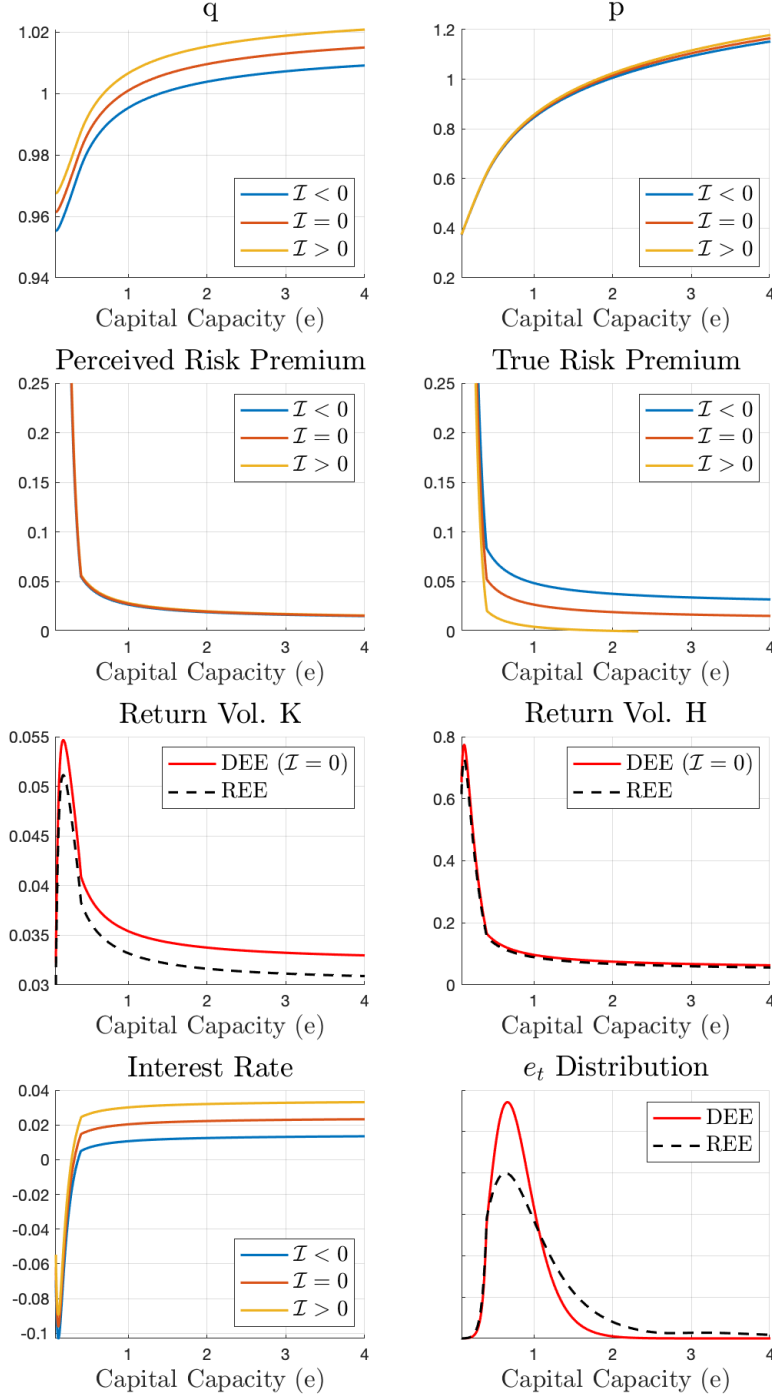 q
1.02
1
0.98
0.96
0.94
I < 0
I = 0
I > 0
1 2 3 4
Capital Capacity (e)
p
1.2
1
0.8
0.6
0.4
0.2
I < 0
I = 0
I > 0
1 2 3 4
Capital Capacity (e)
Perceived Risk Premium
0.25
0.2
0.15
0.1
0.05
0
I < 0
I = 0
I > 0
1 2 3 4
Capital Capacity (e)
True Risk Premium
0.25
0.2
0.15
0.1
0.05
0
I < 0
I = 0
I > 0
1 2 3 4
Capital Capacity (e)
Return Vol. K
0.055
0.05
0.045
0.04
0.035
0.03
DEE (I = 0)
REE
1 2 3 4
Capital Capacity (e)
Return Vol. H
0.8
0.6
0.4
0.2
0
DEE (I = 0)
REE
1 2 3 4
Capital Capacity (e)
Interest Rate
0.04
0.02
0
-0.02
-0.04
-0.06
-0.08
-0.1
I < 0
I = 0
I > 0
1 2 3 4
Capital Capacity (e)
e_t Distribution
DEE
REE
1 2 3 4
Capital Capacity (e)